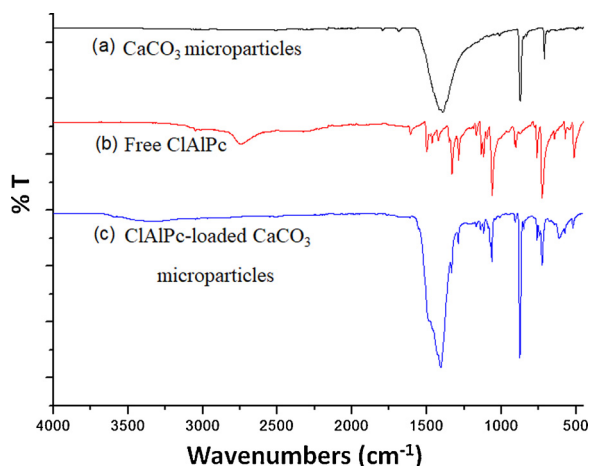 (a) CaCO₃ microparticles
(b) Free ClAlPc
(c) ClAlPc-loaded CaCO₃
microparticles
% T
4000 3500 3000 2500 2000 1500 1000 500
Wavenumbers (cm⁻¹)